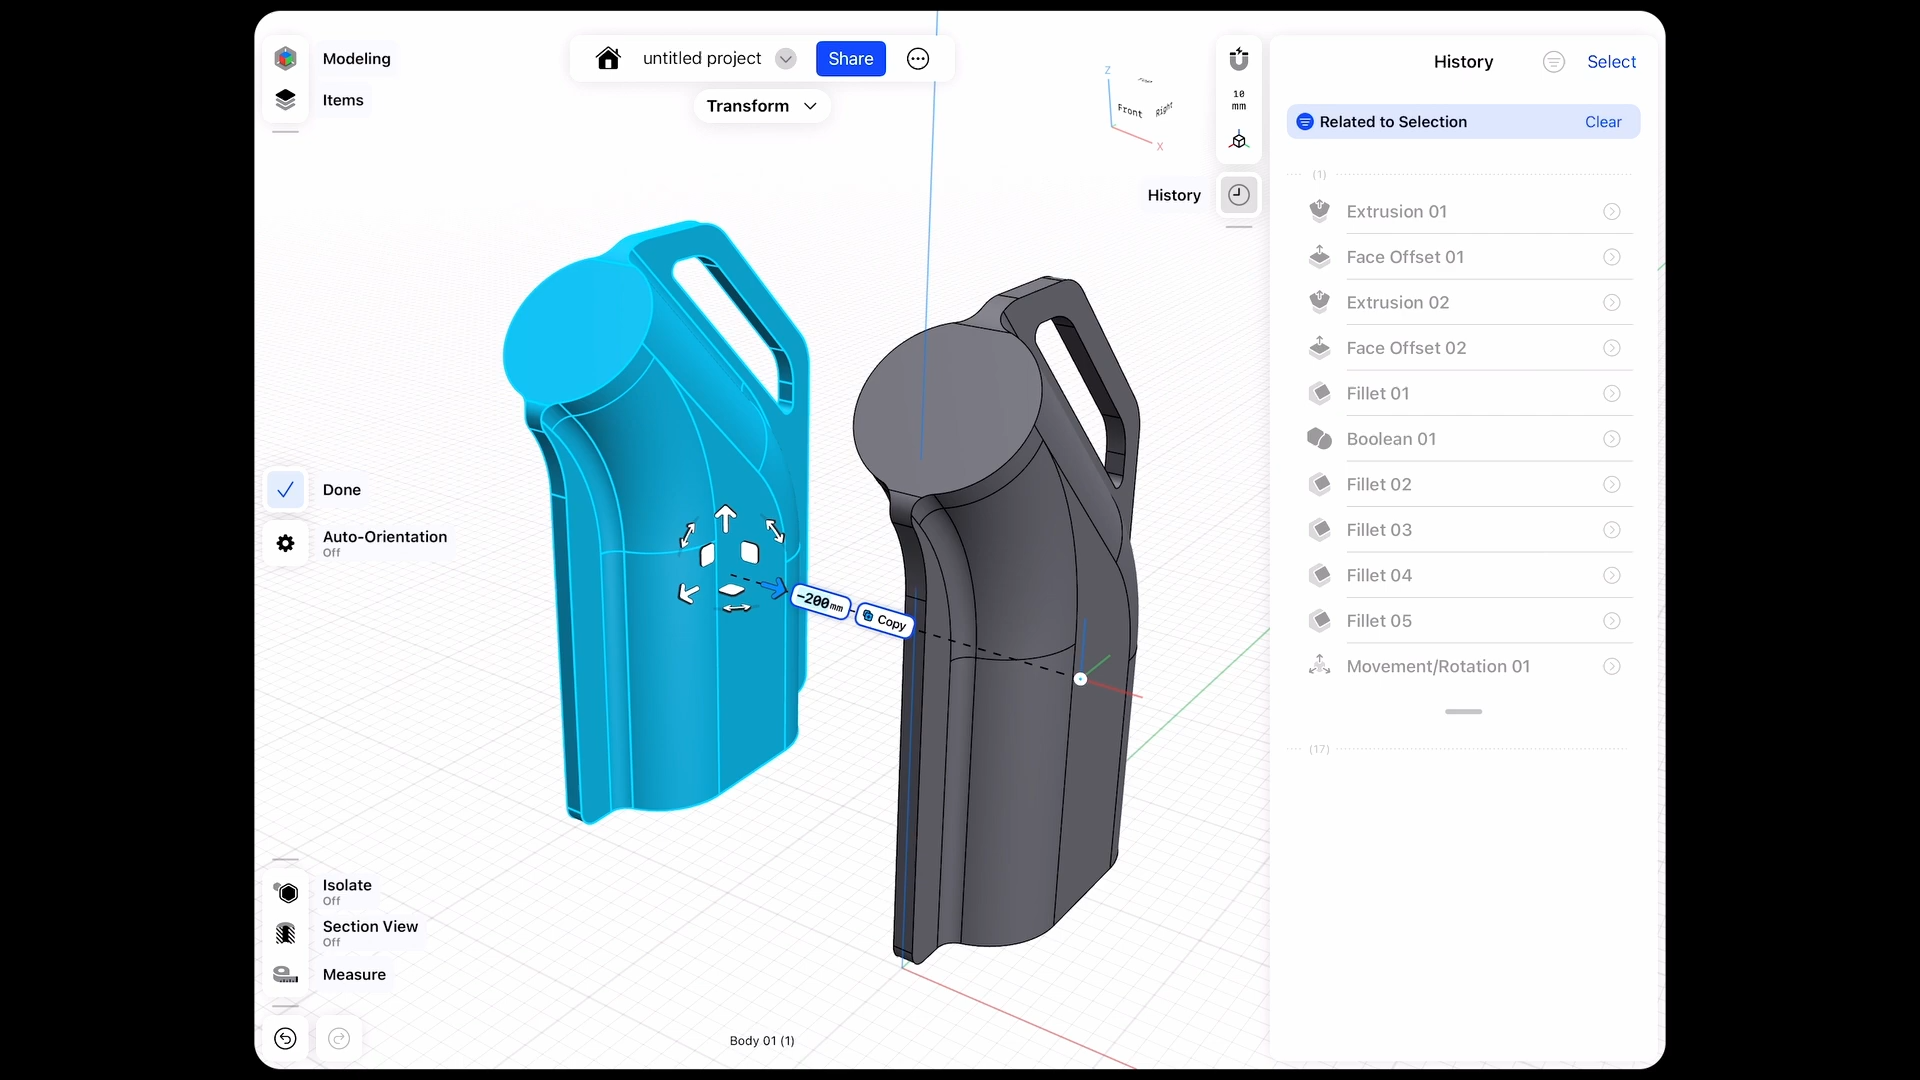 Modeling
Items
untitled project
Share
Transform
Z
Front
Right
X
10
mm
History
History
Select
Related to Selection
Clear
(1)
Extrusion 01
Face Offset 01
Extrusion 02
Face Offset 02
Fillet 01
Boolean 01
Fillet 02
Fillet 03
Fillet 04
Fillet 05
Movement/Rotation 01
(17)
Done
Auto-Orientation
Off
-200mm
Copy
Isolate
Off
Section View
Off
Measure
Body 01 (1)